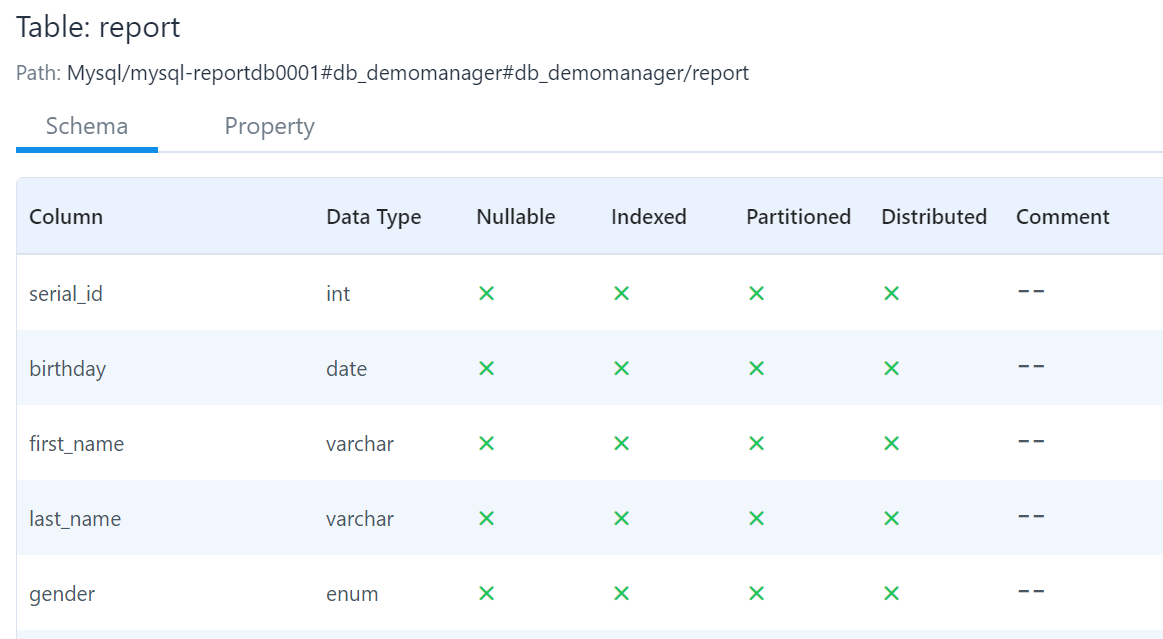 Table: report
Path: Mysql/mysql-reportdb0001#db_demomanager#db_demomanager/report
Schema Property
Column Data Type Nullable Indexed Partitioned Distributed Comment
serial_id int × × × × --
birthday date × × × × --
first_name varchar × × × × --
last_name varchar × × × × --
gender enum × × × × --